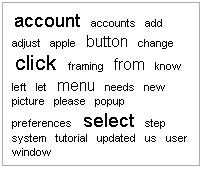 account accounts add
adjust apple button change
click framing from know
left let menu needs new
picture please popup
preferences select step
system tutorial updated us user
window